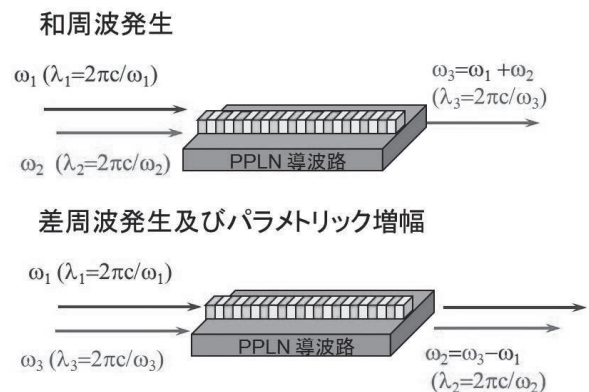 和周波発生
ω₁ (λ₁=2πc/ω₁)
ω₃=ω₁ +ω₂
(λ₃=2πc/ω₃)
ω₂ (λ₂=2πc/ω₂)
PPLN 導波路
差周波発生及びパラメトリック増幅
ω₁ (λ₁=2πc/ω₁)
ω₃ (λ₃=2πc/ω₃)
PPLN 導波路
ω₂=ω₃−ω₁
(λ₂=2πc/ω₂)